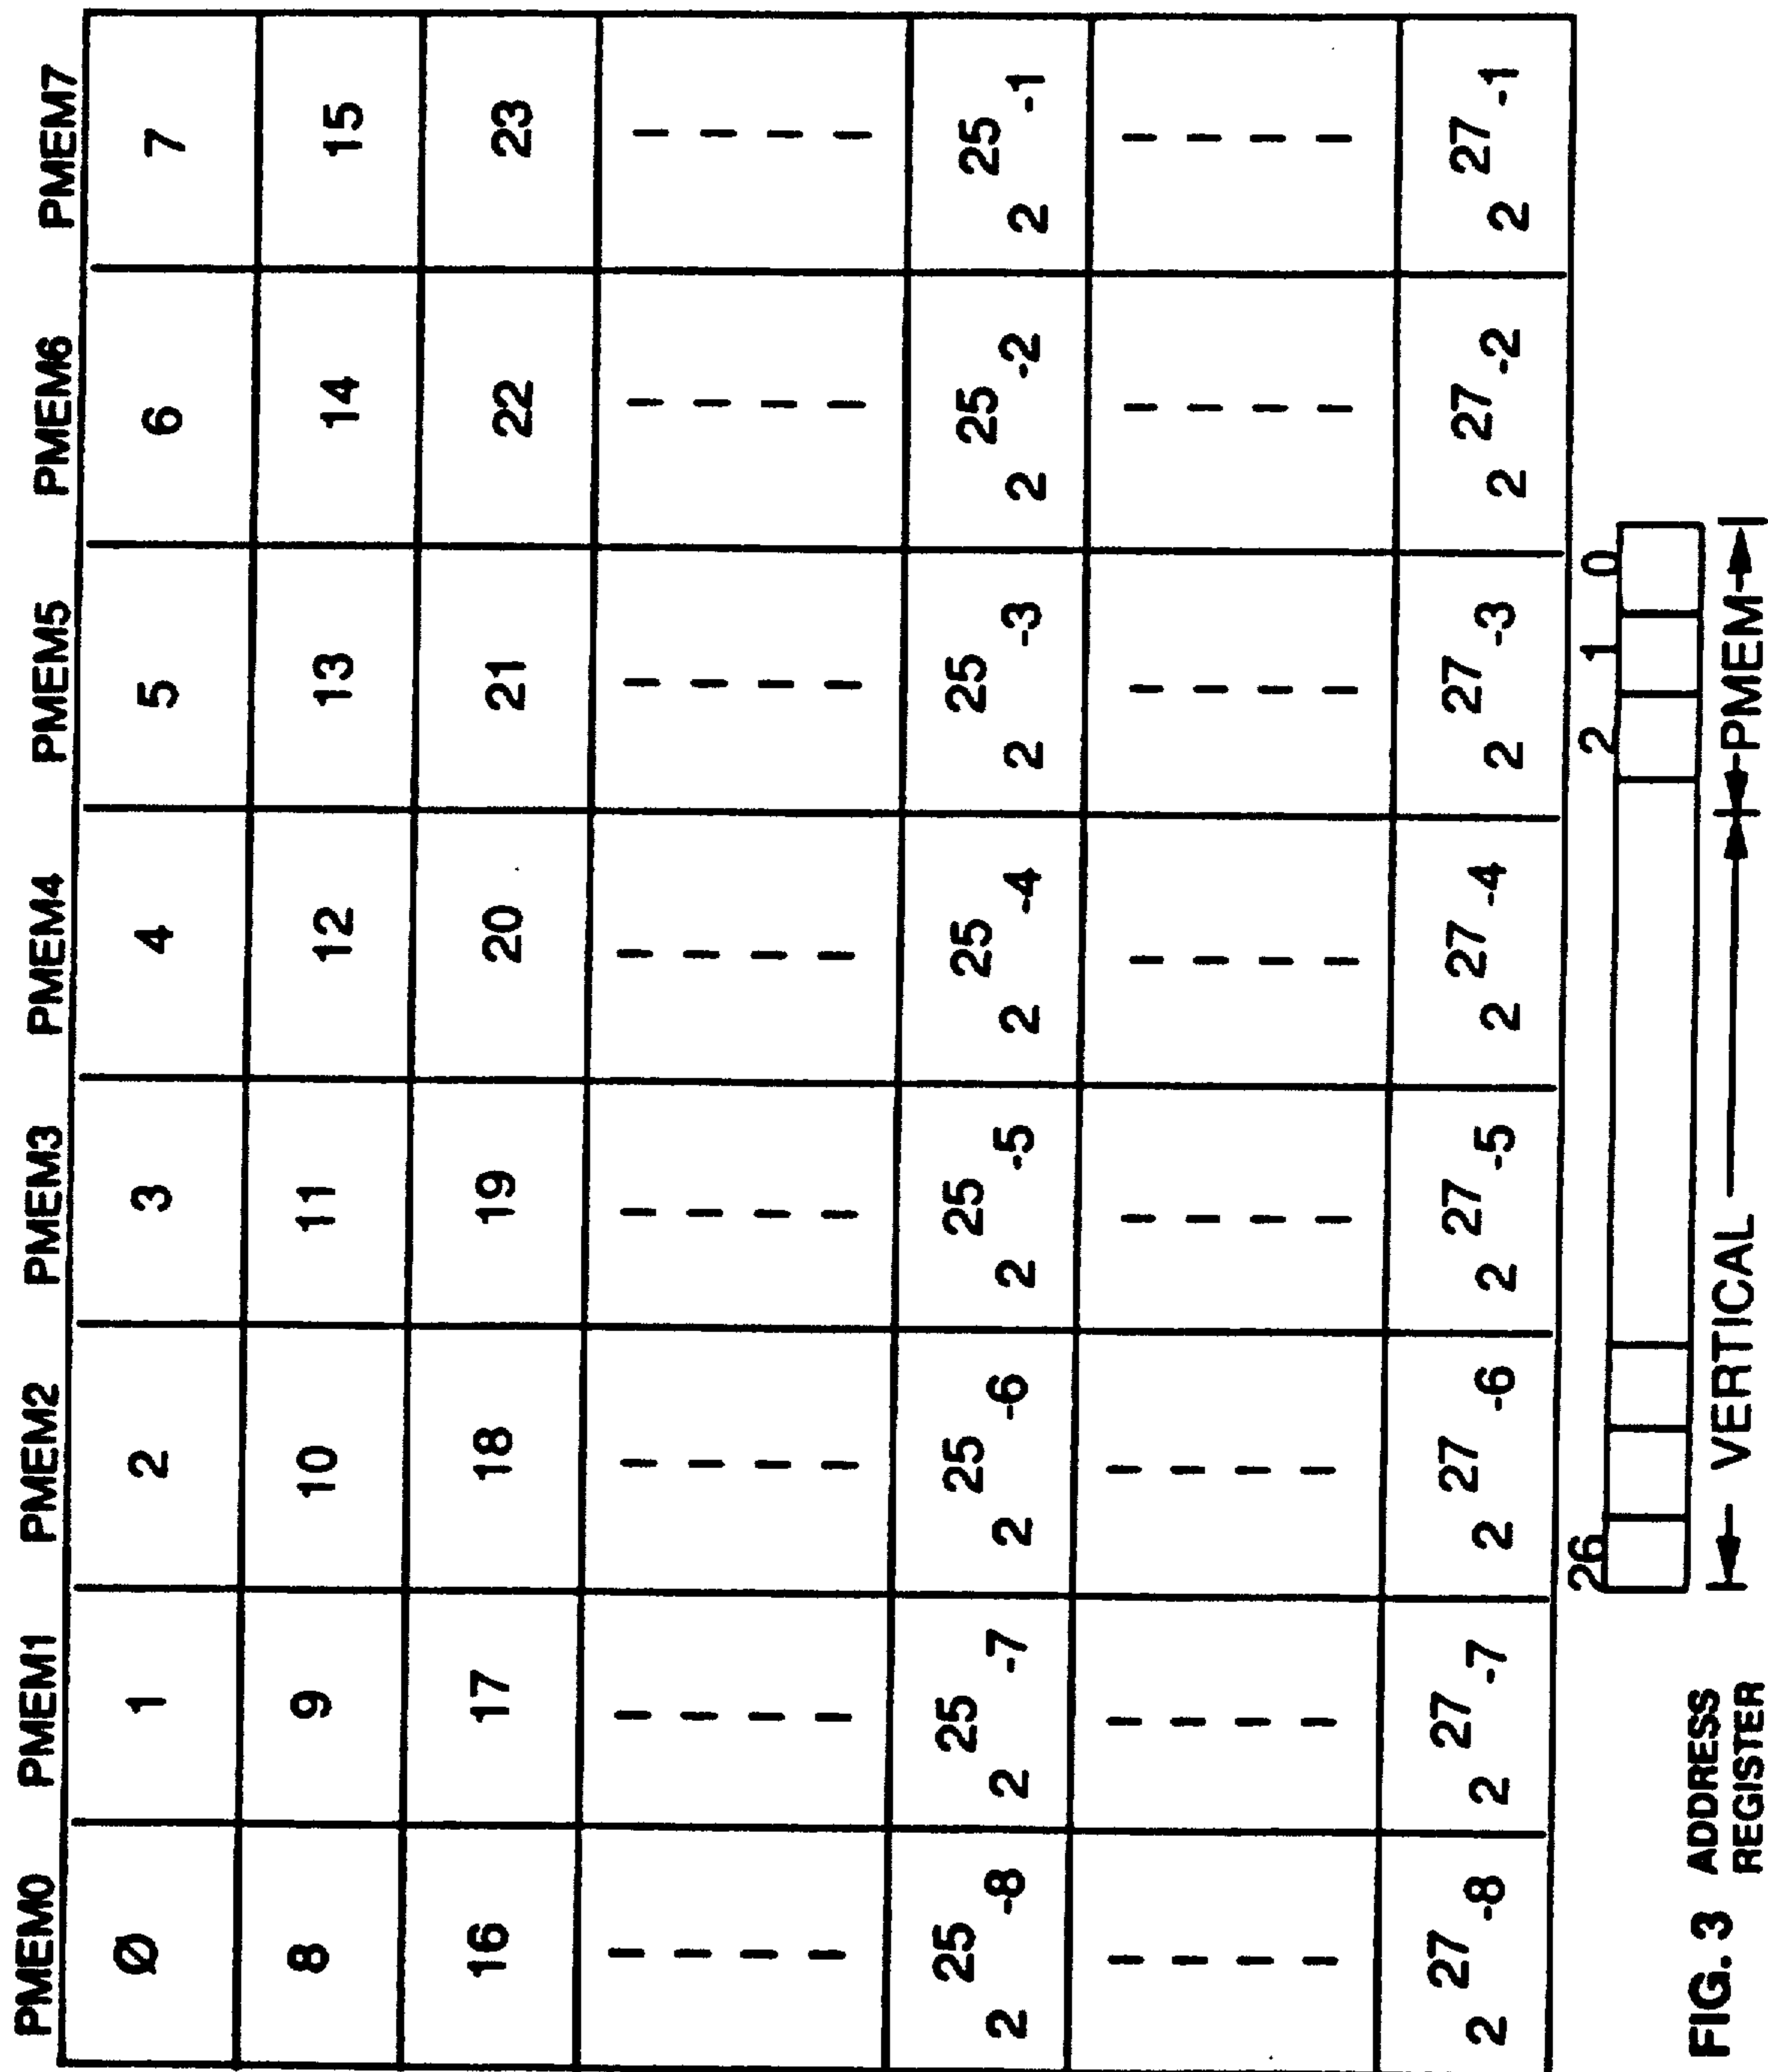 PMEM0 PMEM1 PMEM2 PMEM3 PMEM4 PMEM5 PMEM6 PMEM7
Ø 1 2 3 4 5 6 7
8 9 10 11 12 13 14 15
16 17 18 19 20 21 22 23
2 25 -8 2 25 -7 2 25 -6 2 25 -5 2 25 -4 2 25 -3 2 25 -2 2 25 -1
2 27 -8 2 27 -7 2 27 -6 2 27 -5 2 27 -4 2 27 -3 2 27 -2 2 27 -1
26 2 1 0
VERTICAL PMEM
FIG. 3 ADDRESS
REGISTER